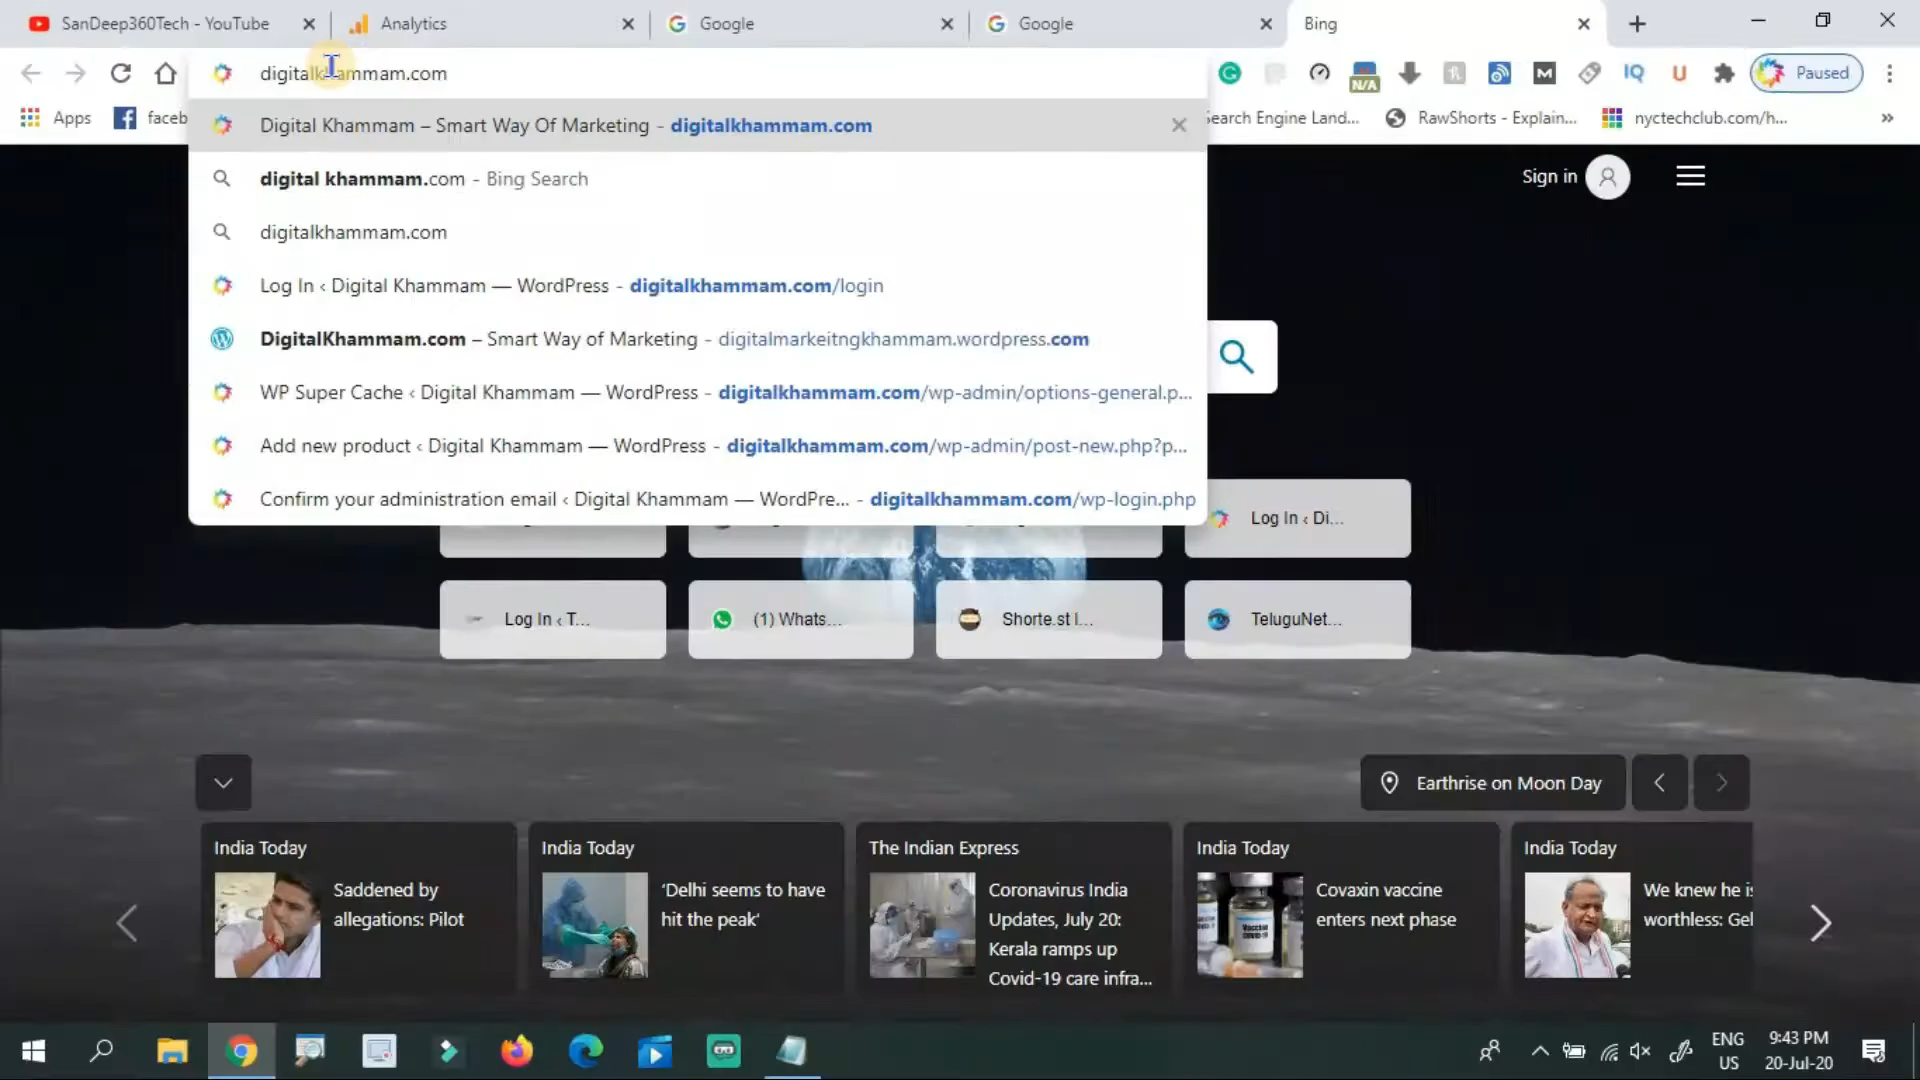 SanDeep360Tech - YouTube
Analytics
Google
Google
Bing
digitalkhammam.com
N/A
Paused
Apps
faceb
Search Engine Land...
RawShorts - Explain...
nyctechclub.com/h...
»
Digital Khammam – Smart Way Of Marketing - digitalkhammam.com
digital khammam.com - Bing Search
digitalkhammam.com
Log In ‹ Digital Khammam — WordPress - digitalkhammam.com/login
DigitalKhammam.com – Smart Way of Marketing - digitalmarkeitngkhammam.wordpress.com
WP Super Cache ‹ Digital Khammam — WordPress - digitalkhammam.com/wp-admin/options-general.p...
Add new product ‹ Digital Khammam — WordPress - digitalkhammam.com/wp-admin/post-new.php?p...
Confirm your administration email ‹ Digital Khammam — WordPre... - digitalkhammam.com/wp-login.php
Sign in
Log In ‹ Di...
Log In ‹ T...
(1) Whats...
Shorte.st l...
TeluguNet...
Earthrise on Moon Day
India Today
Saddened by
allegations: Pilot
India Today
‘Delhi seems to have
hit the peak’
The Indian Express
Coronavirus India
Updates, July 20:
Kerala ramps up
Covid-19 care infra...
India Today
Covaxin vaccine
enters next phase
India Today
We knew he is
worthless: Gel
ENG
US
9:43 PM
20-Jul-20